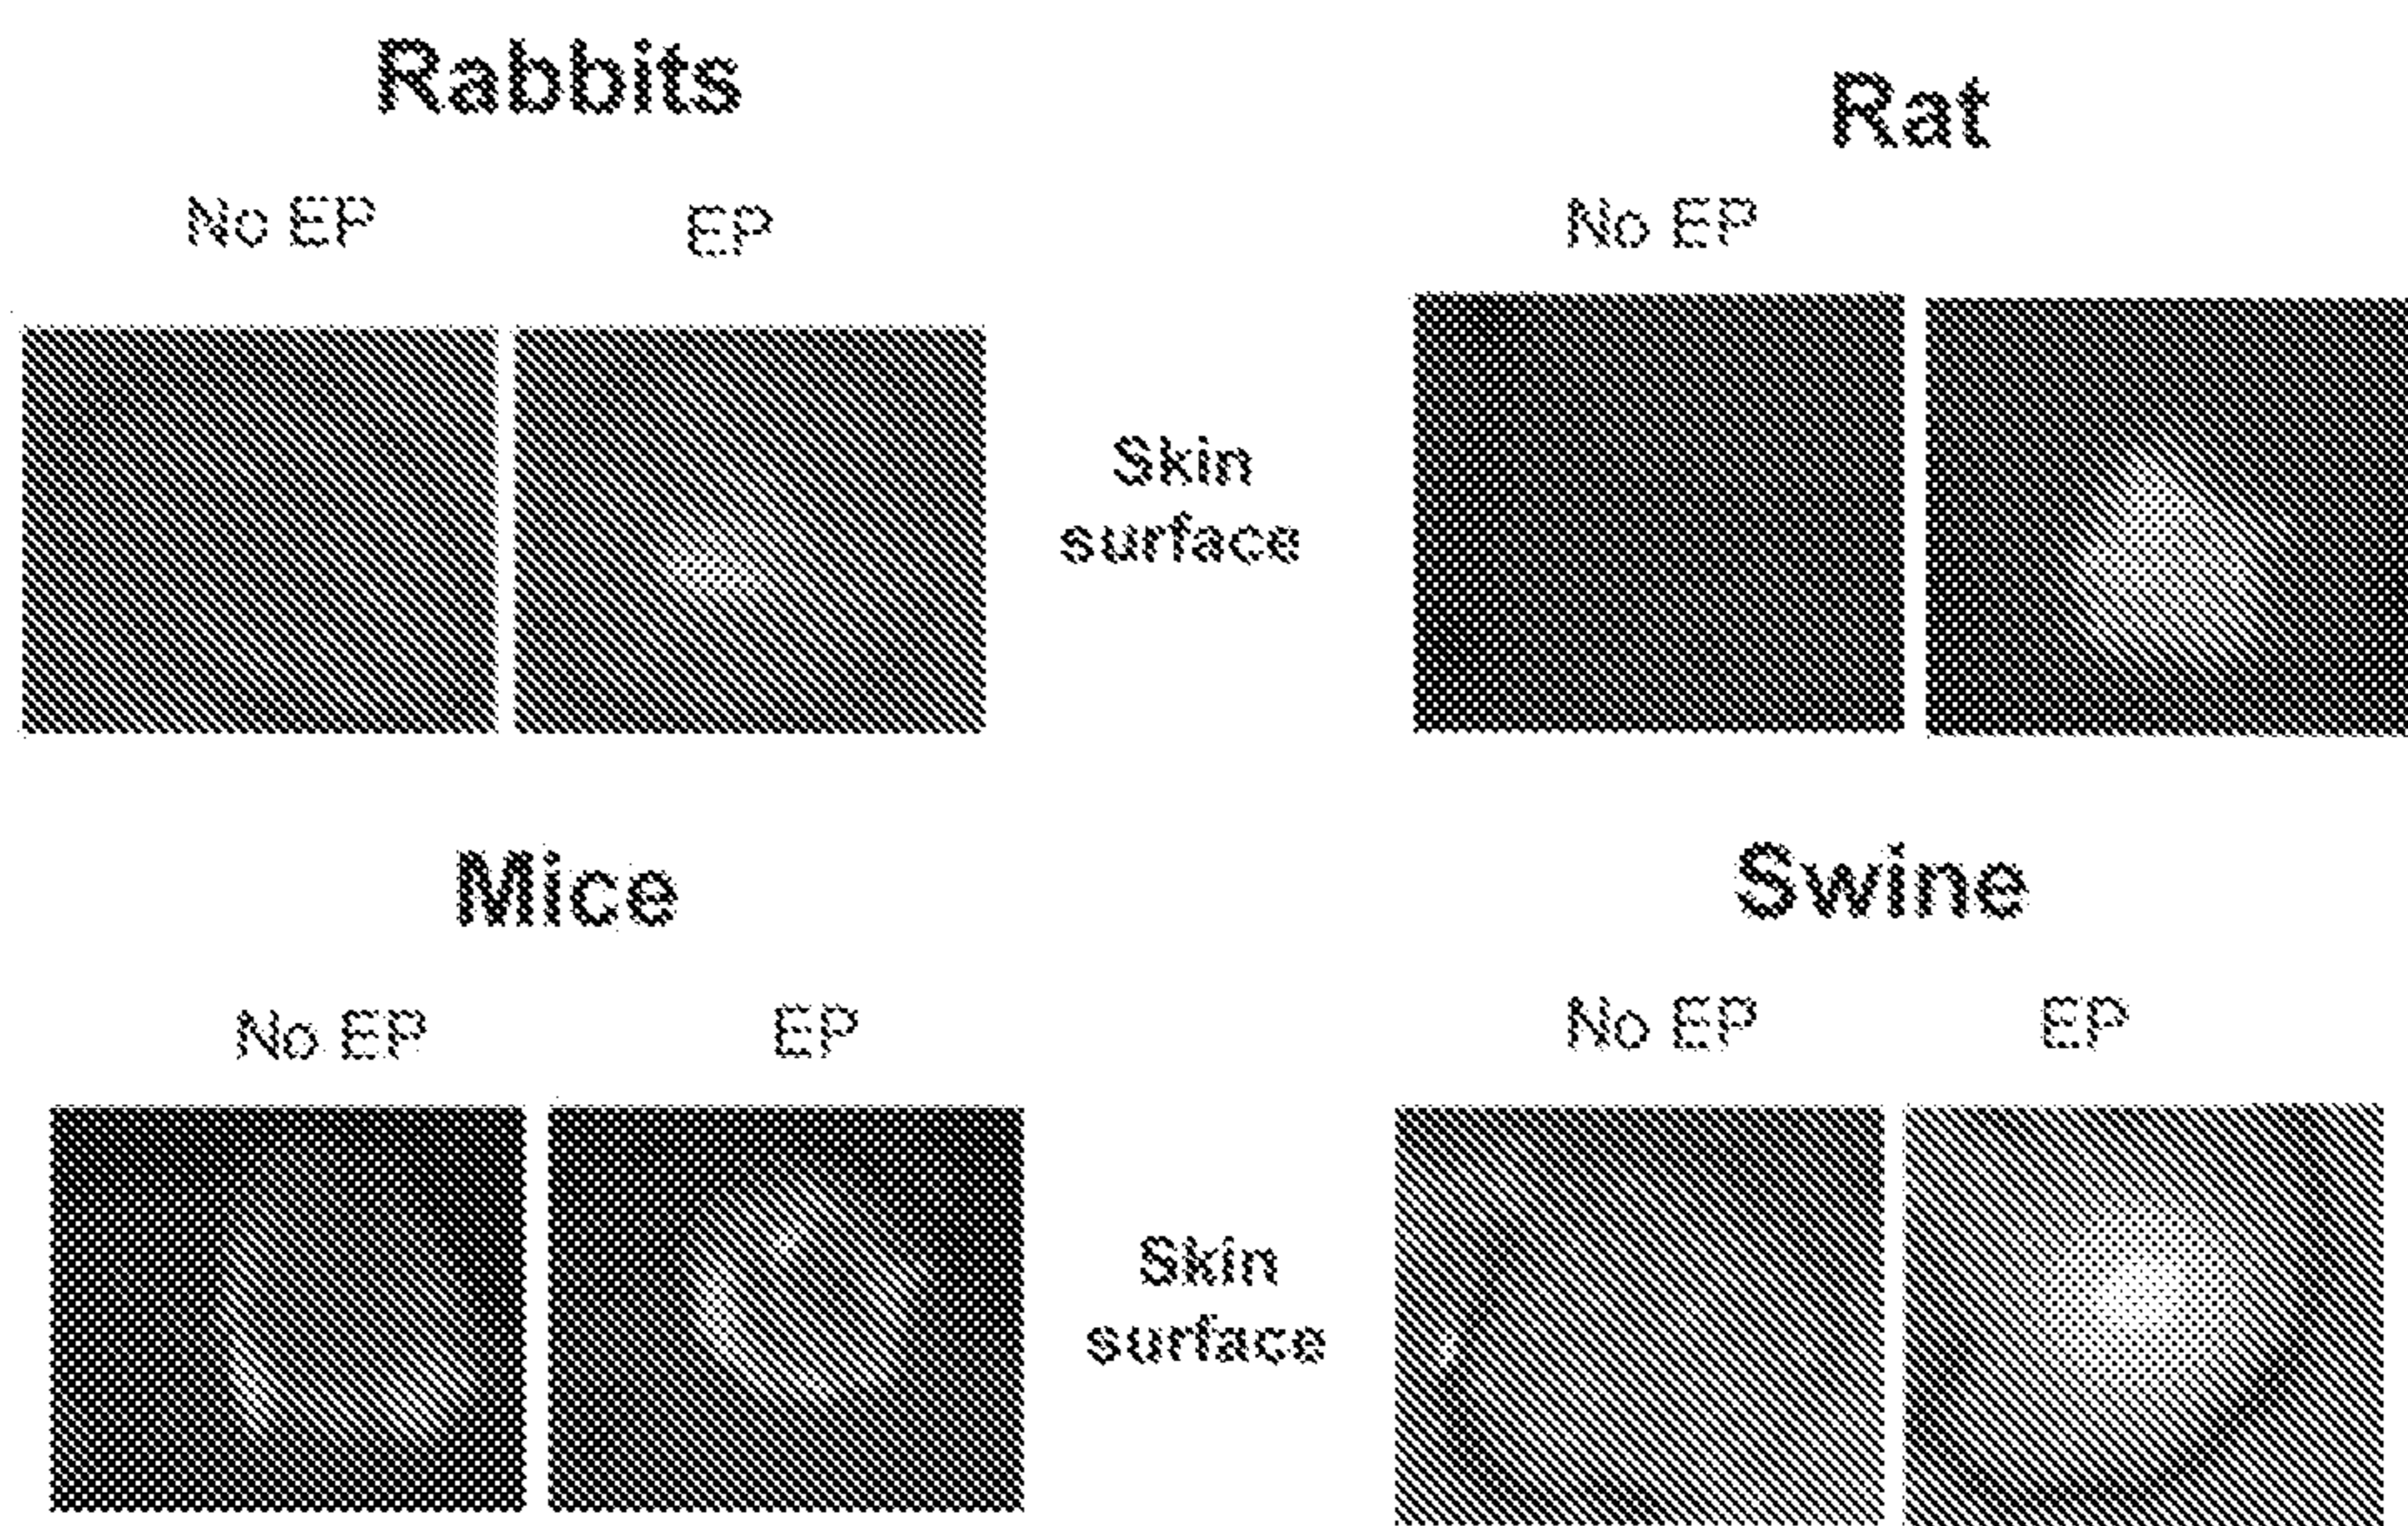 Rabbits
Rat
No EP
EP
No EP
Skin
surface
Mice
Swine
No EP
EP
No EP
EP
Skin
surface